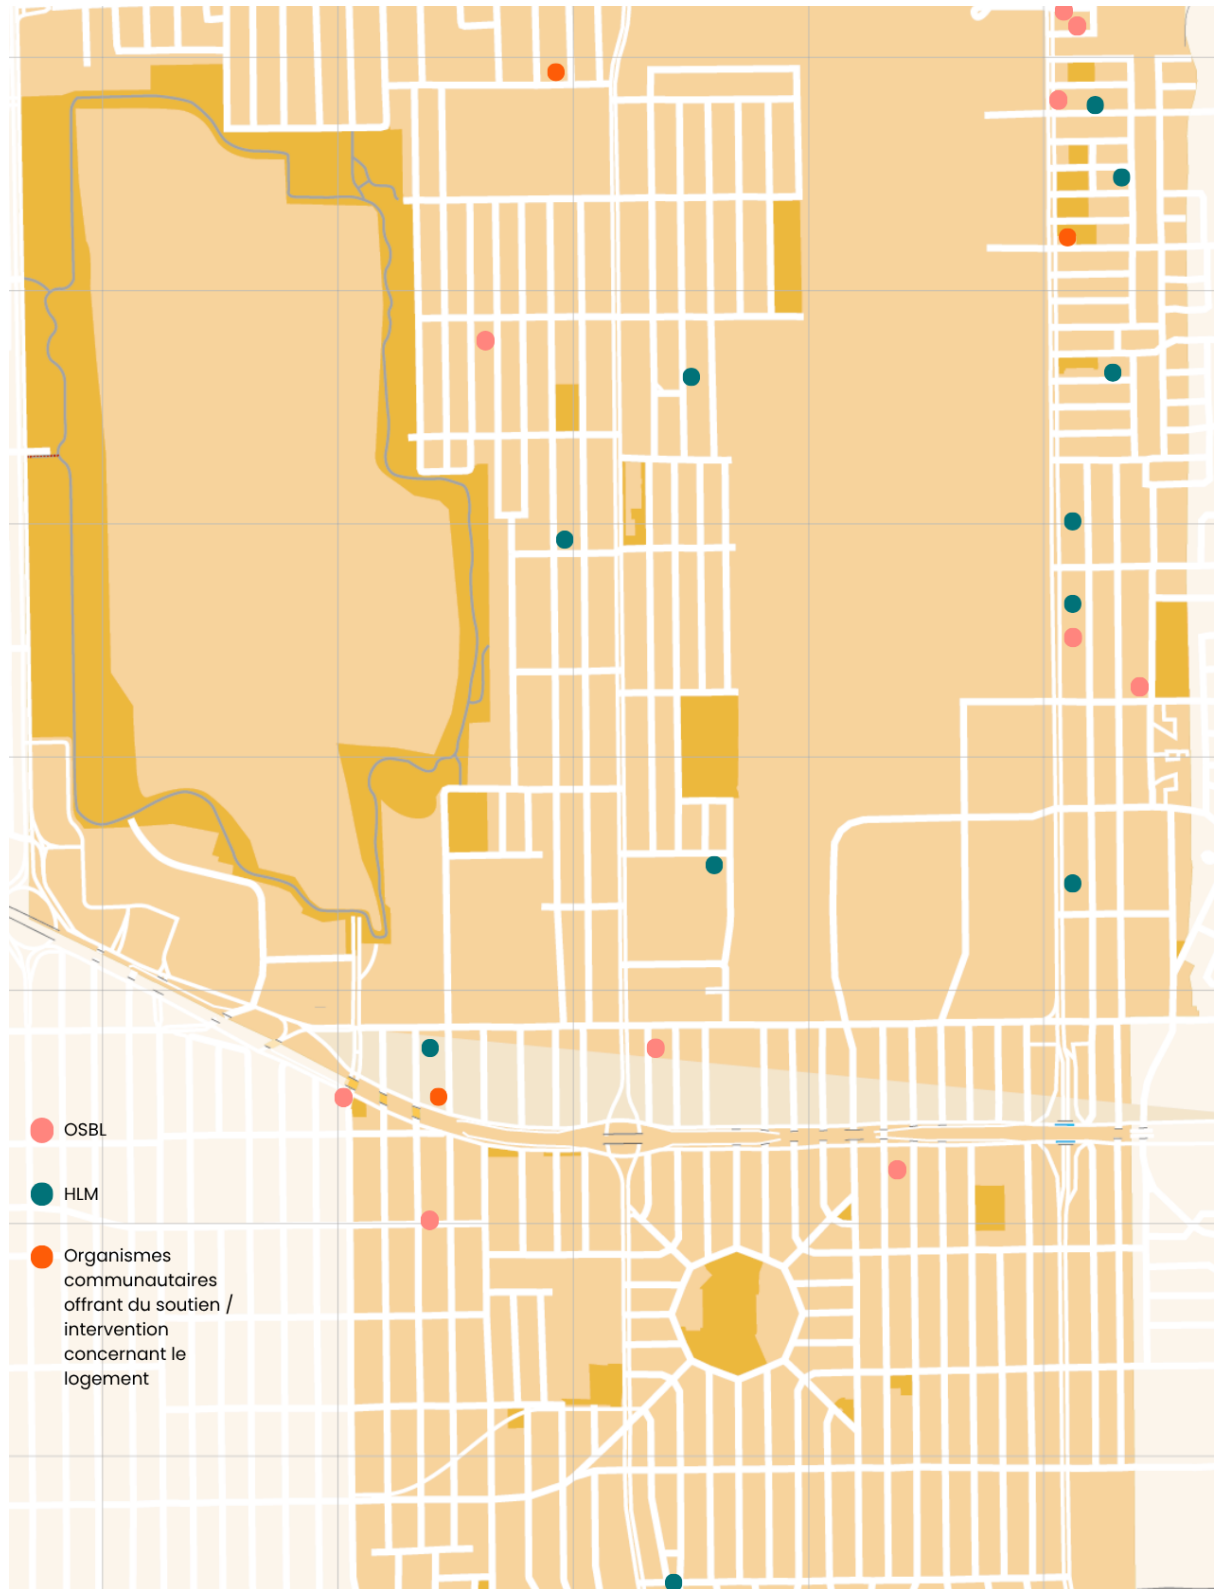 OSBL
HLM
Organismes
communautaires
offrant du soutien /
intervention
concernant le
logement